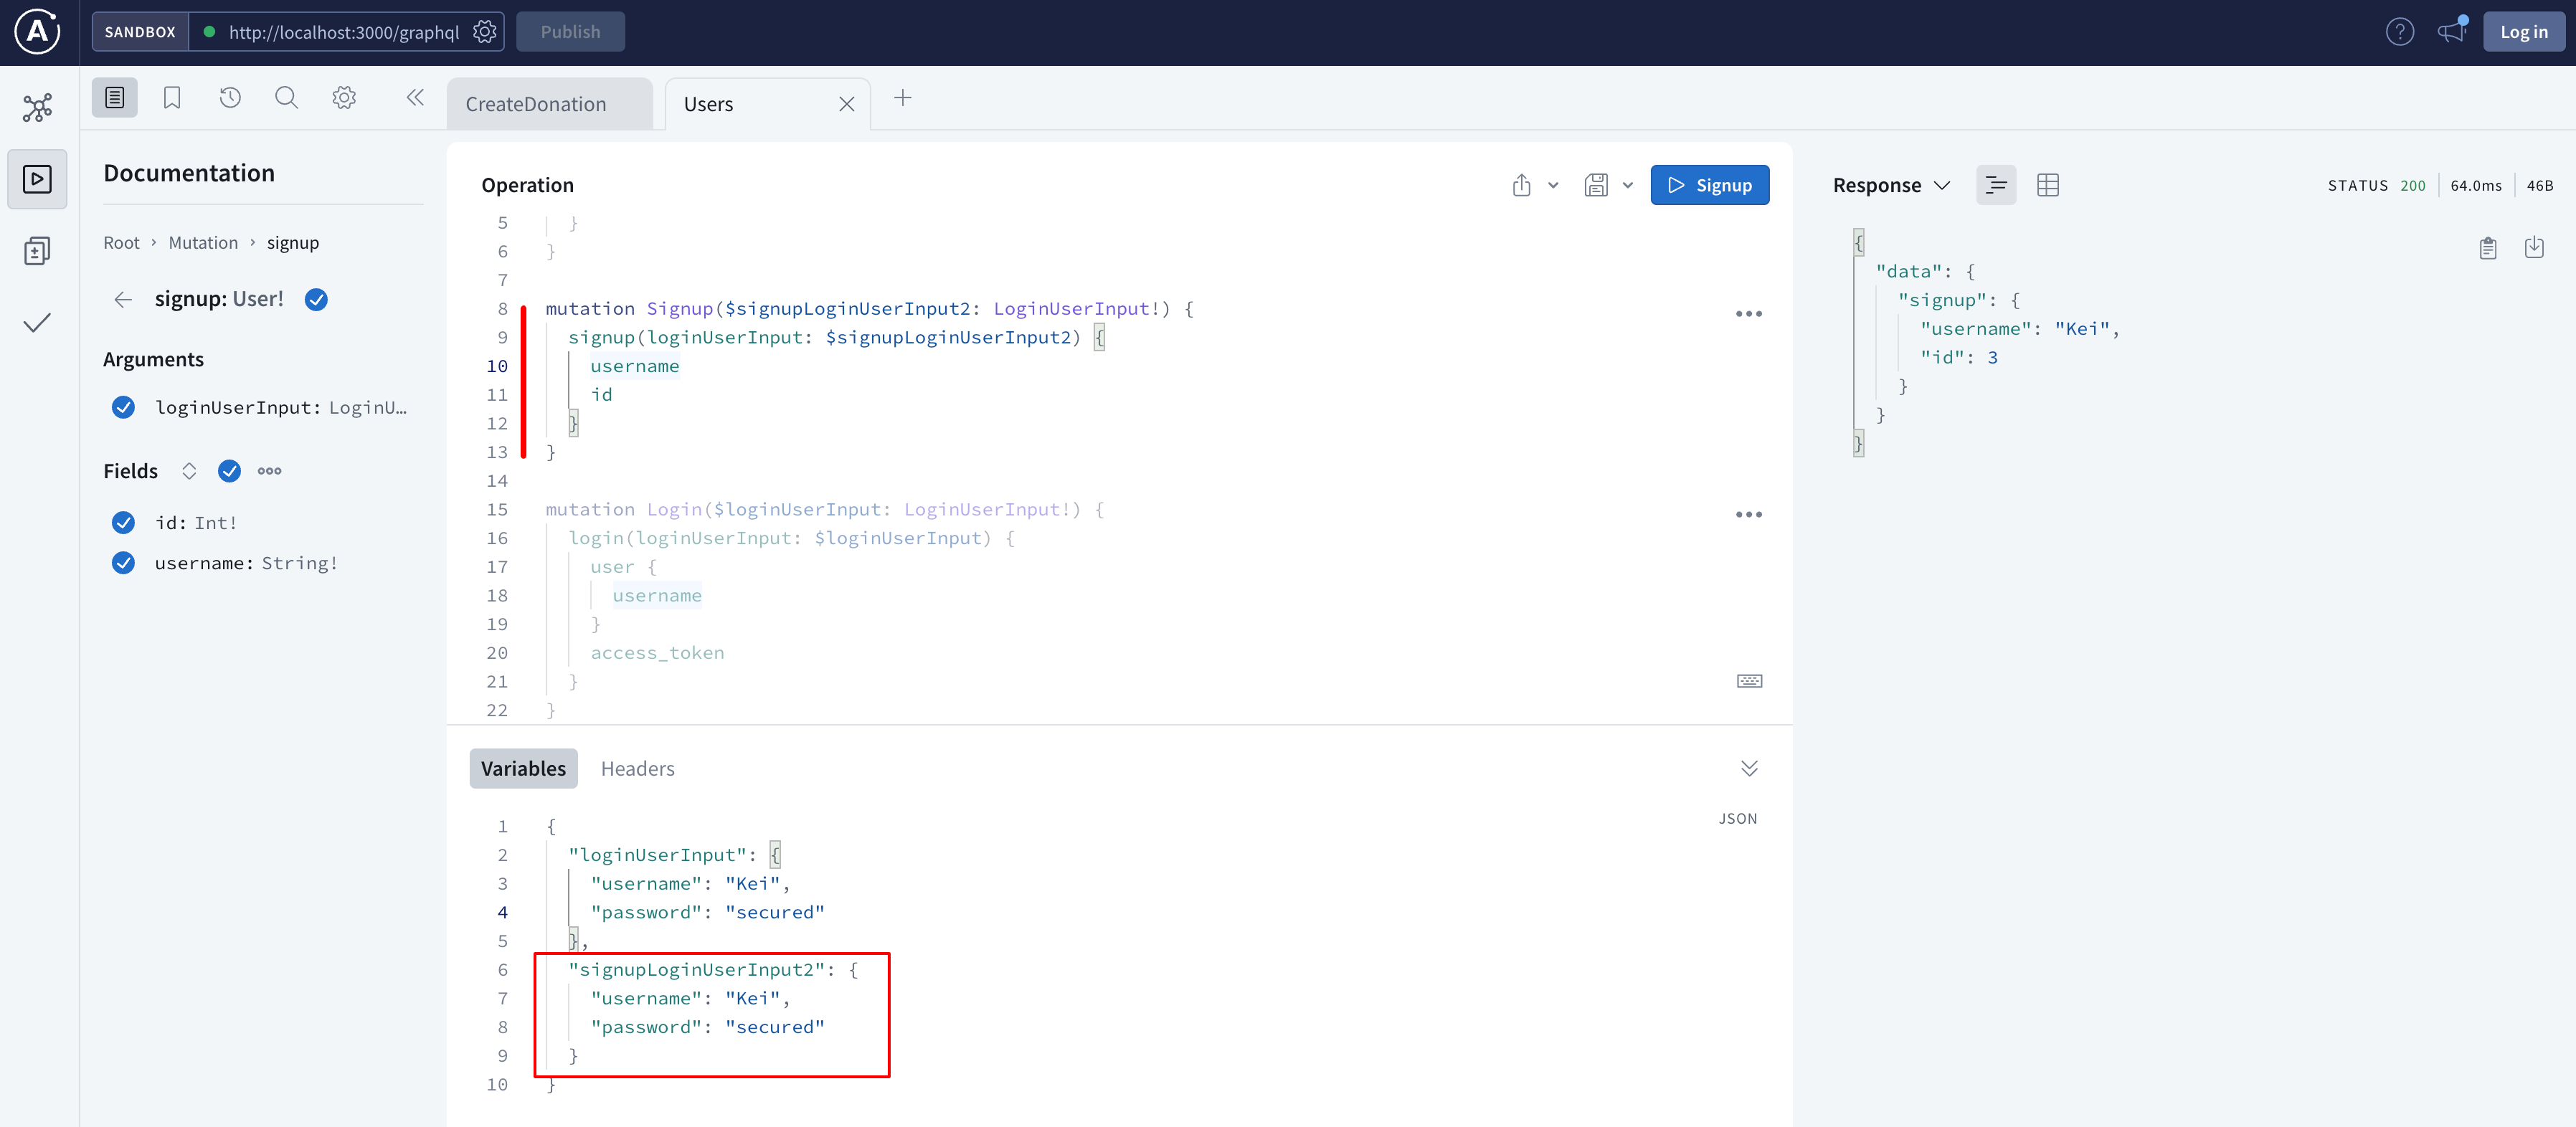 SANDBOX
http://localhost:3000/graphql
Publish
Log in
CreateDonation
Users
Documentation
Root › Mutation › signup
signup: User!
Arguments
loginUserInput: LoginU...
Fields
id: Int!
username: String!
Operation
Signup
5 }
6 }
7
8 mutation Signup($signupLoginUserInput2: LoginUserInput!) {
9 signup(loginUserInput: $signupLoginUserInput2) {
10 username
11 id
12 }
13 }
14
15 mutation Login($loginUserInput: LoginUserInput!) {
16 login(loginUserInput: $loginUserInput) {
17 user {
18 username
19 }
20 access_token
21 }
22 }
Variables
Headers
JSON
1 {
2 "loginUserInput": {
3 "username": "Kei",
4 "password": "secured"
5 },
6 "signupLoginUserInput2": {
7 "username": "Kei",
8 "password": "secured"
9 }
10 }
Response
STATUS 200
64.0ms
46B
{
"data": {
"signup": {
"username": "Kei",
"id": 3
}
}
}